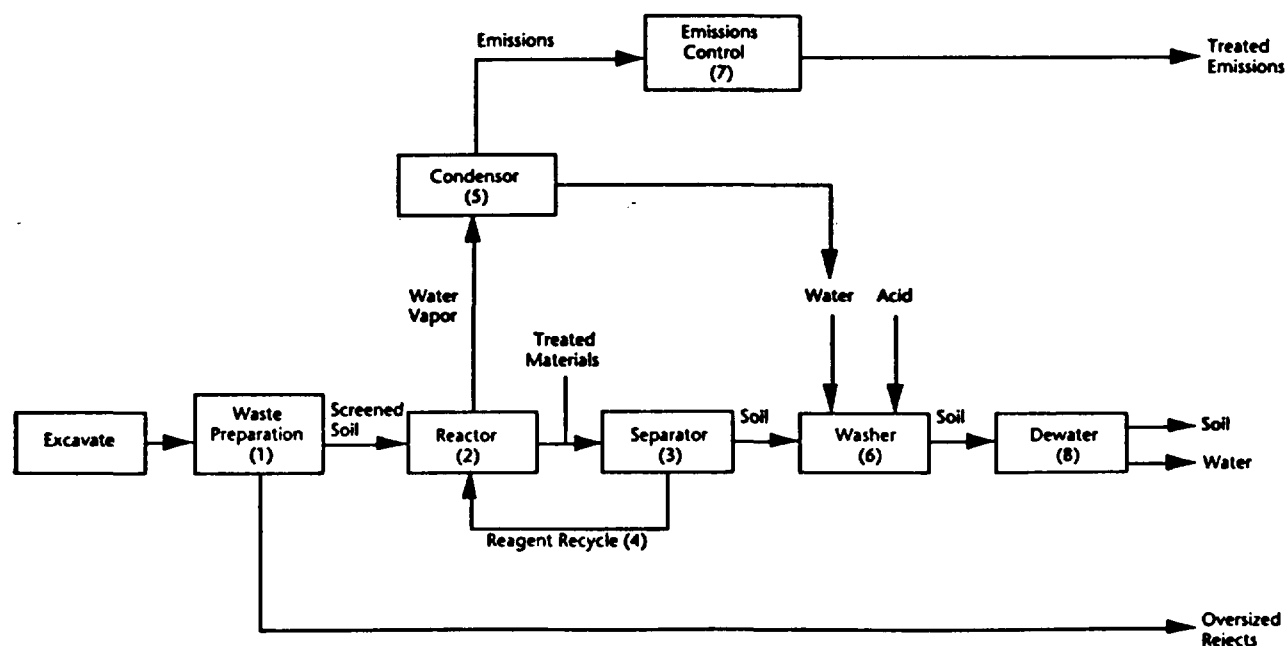 Emissions
Emissions
Control
(7)
Treated
Emissions
Condensor
(5)
Water
Vapor
Water
Acid
Treated
Materials
Excavate
Waste
Preparation
(1)
Screened
Soil
Reactor
(2)
Separator
(3)
Soil
Washer
(6)
Soil
Dewater
(8)
Soil
Water
Reagent Recycle (4)
Oversized
Rejects